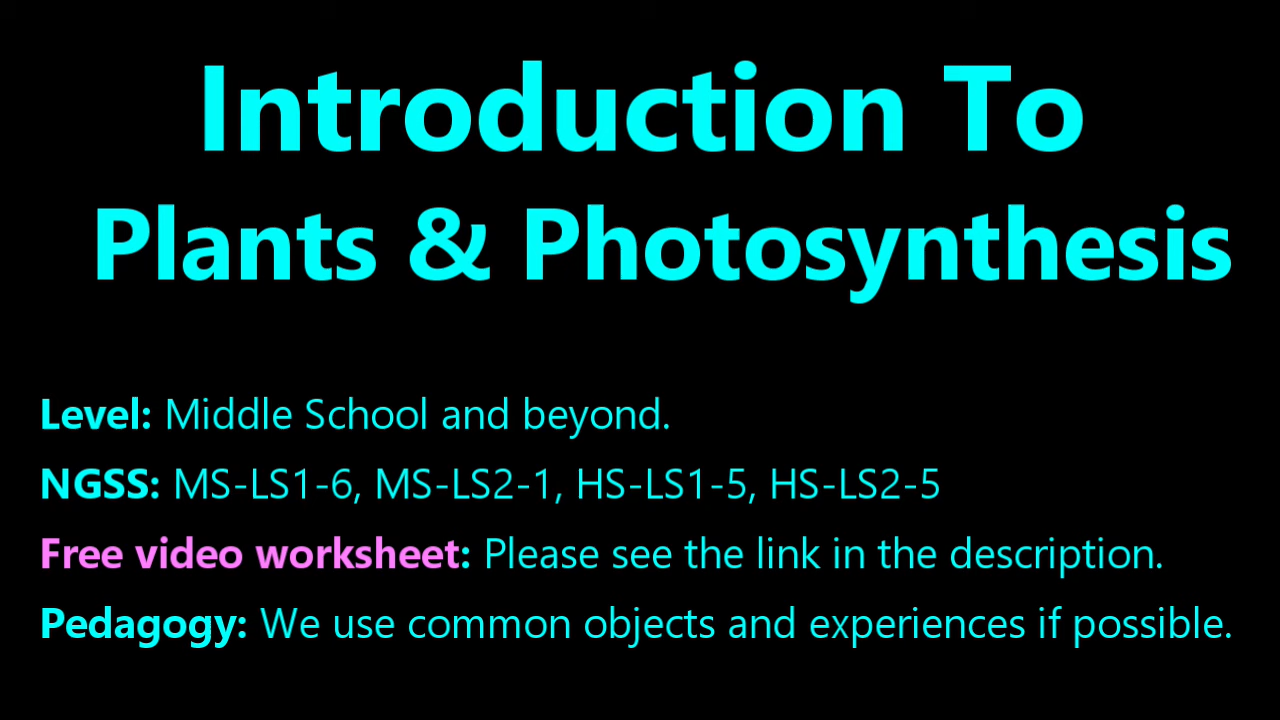 Introduction To
Plants & Photosynthesis
Level: Middle School and beyond.
NGSS: MS-LS1-6, MS-LS2-1, HS-LS1-5, HS-LS2-5
Free video worksheet: Please see the link in the description.
Pedagogy: We use common objects and experiences if possible.